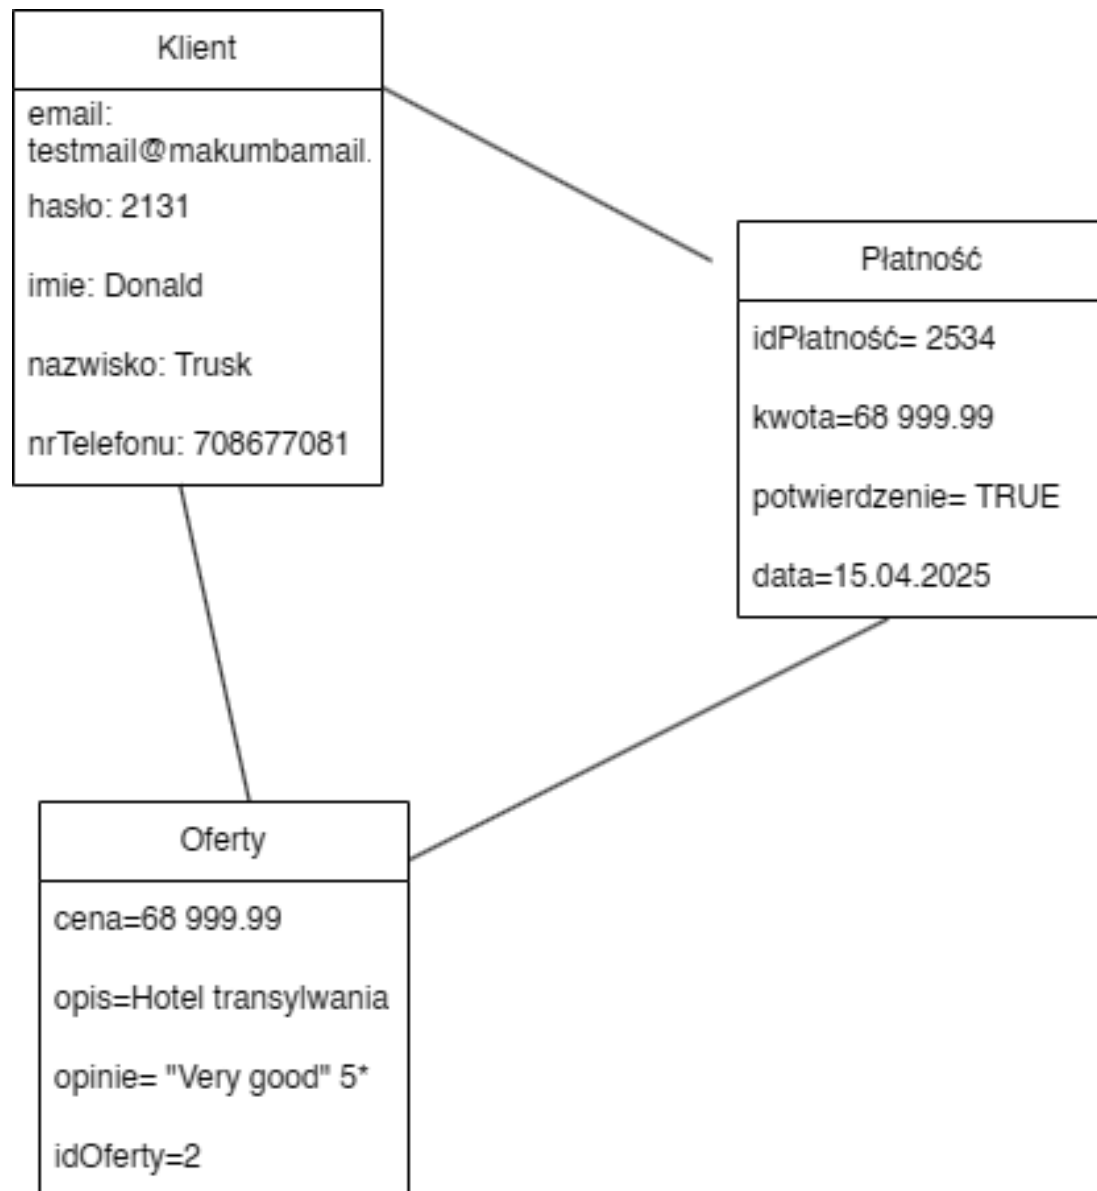 Klient
email:
testmail@makumbamail.
hasło: 2131
imie: Donald
nazwisko: Trusk
nrTelefonu: 708677081
Płatność
idPłatność= 2534
kwota=68 999.99
potwierdzenie= TRUE
data=15.04.2025
Oferty
cena=68 999.99
opis=Hotel transylwania
opinie= "Very good" 5*
idOferty=2